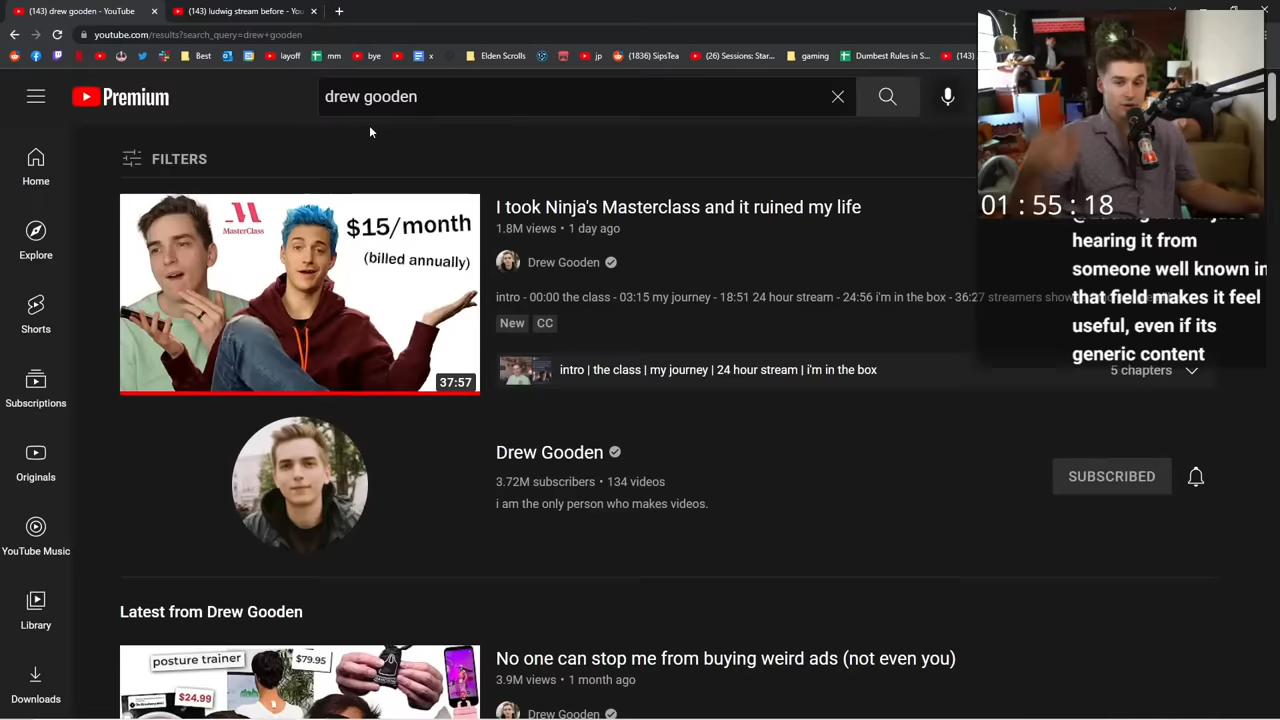 (143) drew gooden - YouTube
(143) ludwig stream before - You
youtube.com/results?search_query=drew+gooden
Best
layoff
mm
bye
x
Elden Scrolls
jp
(1836) SipsTea
(26) Sessions: Star...
gaming
Dumbest Rules in S...
(143)
Premium
drew gooden
FILTERS
01 : 55 : 18
hearing it from
someone well known in
that field makes it feel
useful, even if its
generic content
Home
Explore
Shorts
Subscriptions
Originals
YouTube Music
Library
Downloads
MasterClass
$15/month
(billed annually)
37:57
I took Ninja's Masterclass and it ruined my life
1.8M views • 1 day ago
Drew Gooden
intro - 00:00 the class - 03:15 my journey - 18:51 24 hour stream - 24:56 i'm in the box - 36:27 streamers show
New
CC
intro | the class | my journey | 24 hour stream | i'm in the box
5 chapters
Drew Gooden
3.72M subscribers • 134 videos
i am the only person who makes videos.
SUBSCRIBED
Latest from Drew Gooden
posture trainer
$79.95
$24.99
No one can stop me from buying weird ads (not even you)
3.9M views • 1 month ago
Drew Gooden